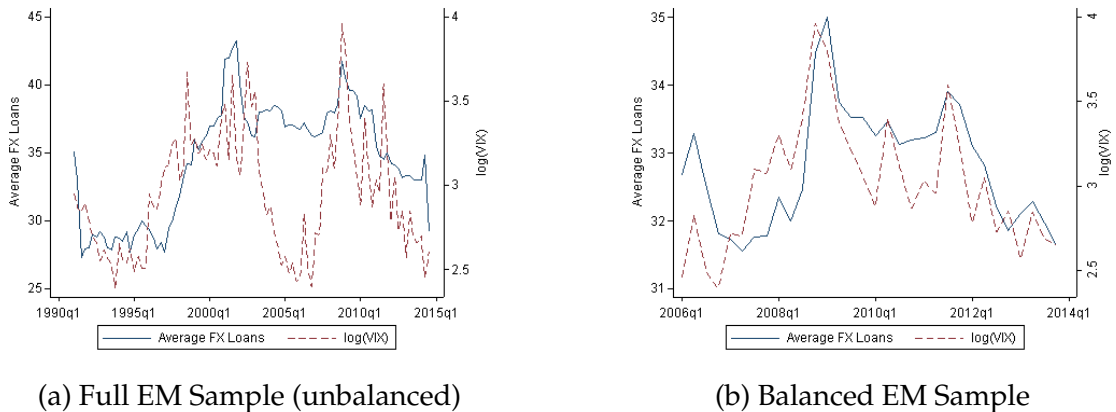 45
40
35
30
25
Average FX Loans
4
3.5
3
2.5
log(VIX)
1990q1 1995q1 2000q1 2005q1 2010q1 2015q1
Average FX Loans log(VIX)
(a) Full EM Sample (unbalanced)
35
34
33
32
31
Average FX Loans
4
3.5
3
2.5
log(VIX)
2006q1 2008q1 2010q1 2012q1 2014q1
Average FX Loans log(VIX)
(b) Balanced EM Sample